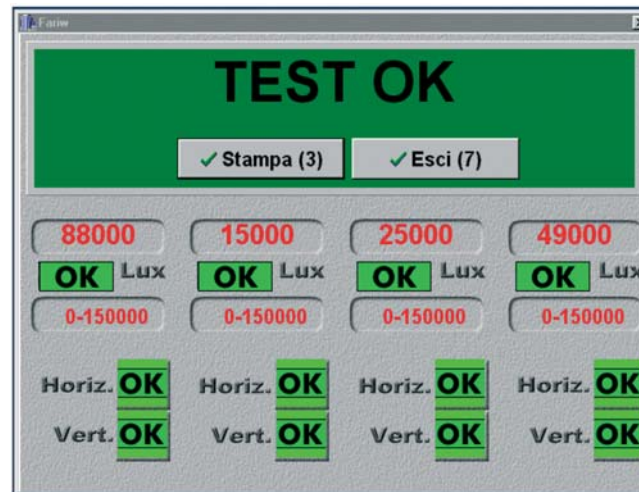 Fariw
TEST OK
Stampa (3) Esci (7)
88000 15000 25000 49000
OK Lux OK Lux OK Lux OK Lux
0-150000 0-150000 0-150000 0-150000
Horiz. OK Horiz. OK Horiz. OK Horiz. OK
Vert. OK Vert. OK Vert. OK Vert. OK